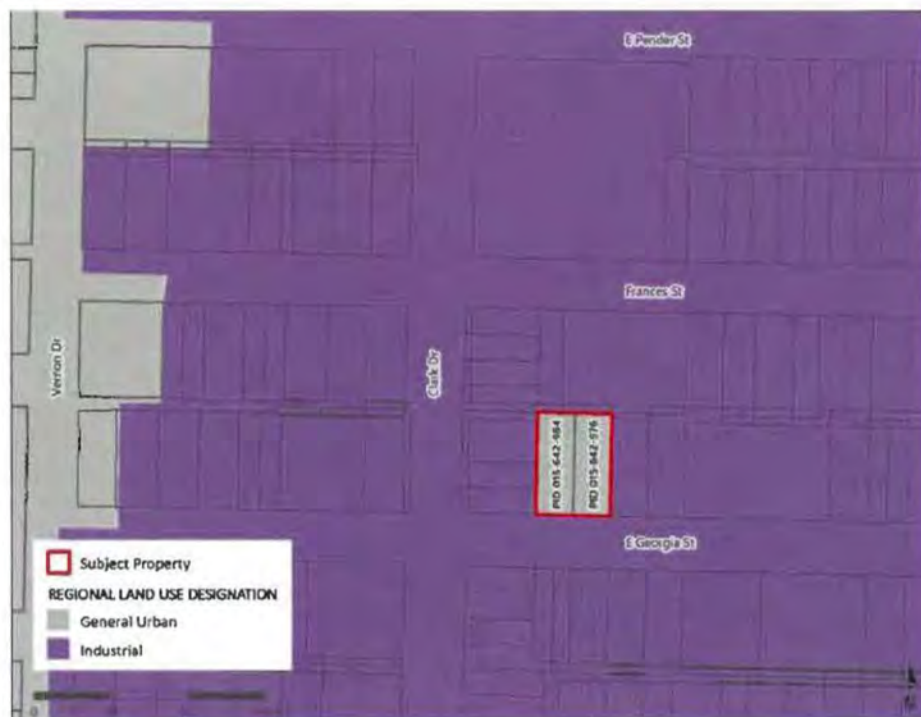 E Pender St
Frances St
Vernon Dr
Clark Dr
PID 015-642-984
PID 015-642-976
E Georgia St
Subject Property
REGIONAL LAND USE DESIGNATION
General Urban
Industrial